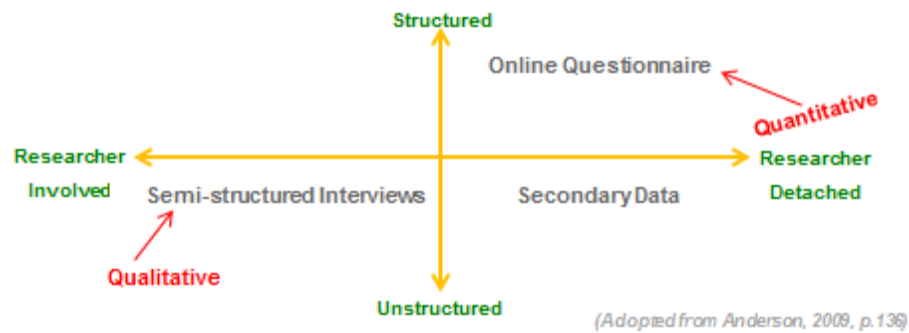 Structured
Online Questionnaire
Quantitative
Researcher
Involved
Researcher
Detached
Semi-structured Interviews
Secondary Data
Qualitative
Unstructured
(Adopted from Anderson, 2009, p.136)